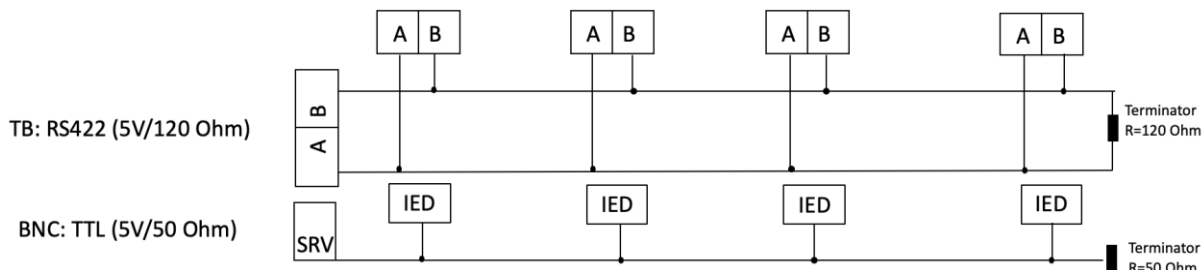 A B A B A B A B
B
A
TB: RS422 (5V/120 Ohm)
Terminator
R=120 Ohm
IED IED IED IED
BNC: TTL (5V/50 Ohm)
SRV
Terminator
R=50 Ohm